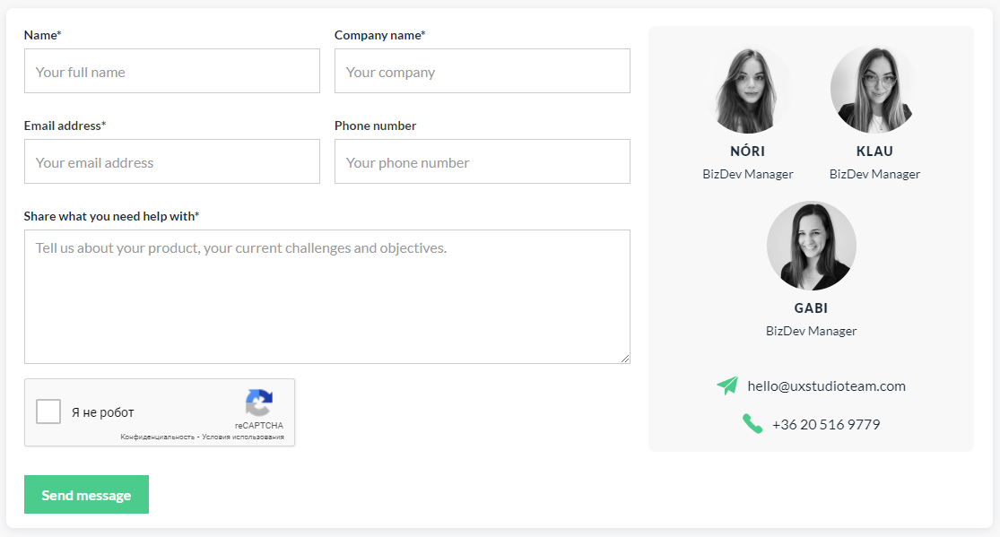 Name*
Company name*
Your full name
Your company
Email address*
Phone number
Your email address
Your phone number
Share what you need help with*
Tell us about your product, your current challenges and objectives.
Я не робот
reCAPTCHA
Конфиденциальность - Условия использования
Send message
NÓRI
BizDev Manager
KLAU
BizDev Manager
GABI
BizDev Manager
hello@uxstudioteam.com
+36 20 516 9779